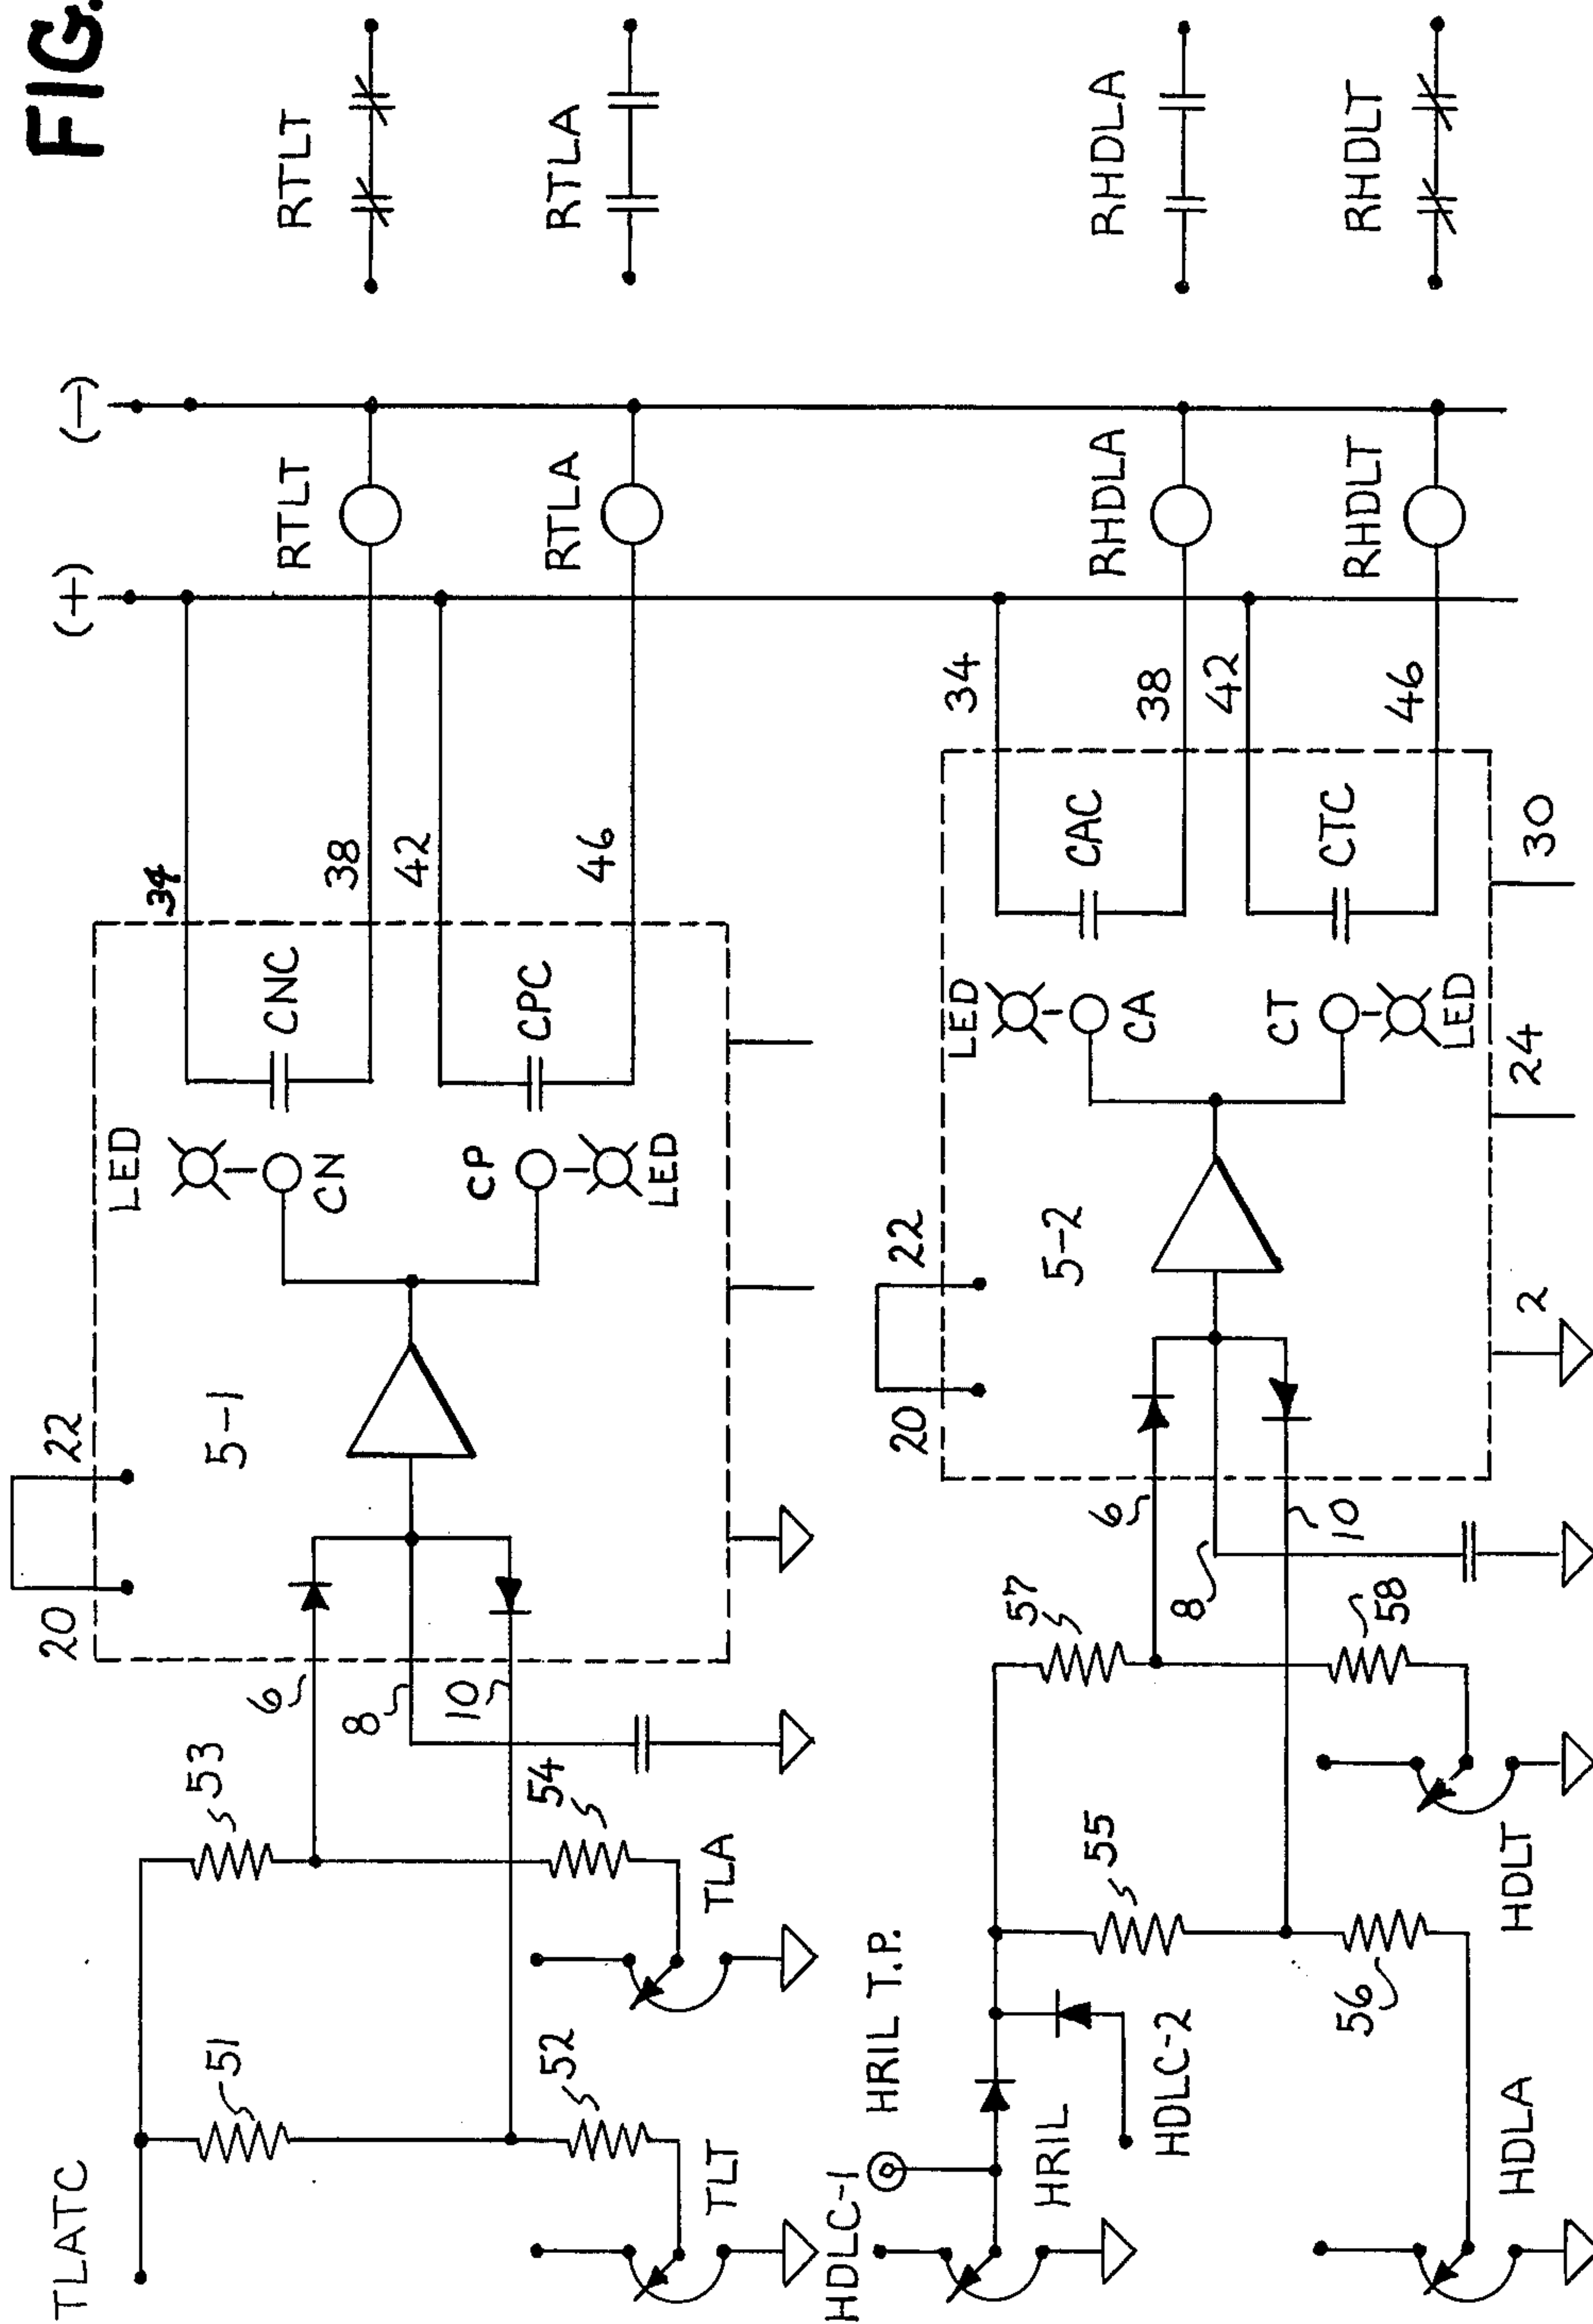 FIG.
RTLT
RTLA
RHDLA
RHDLT
(-)
(+)
RTLT
RTLA
RHDLA
RHDLT
34
38
42
46
34
38
42
46
LED
CN
CNC
CP
LED
CPC
LED
CA
CAC
CT
LED
CTC
20
22
5-1
20
22
5-2
2
24
30
6
8
10
6
8
10
TLATC
51
52
53
54
TLT
TLA
HDLC-1
HRIL T.P.
HRIL
HDLC-2
55
56
57
58
HDLA
HDLT